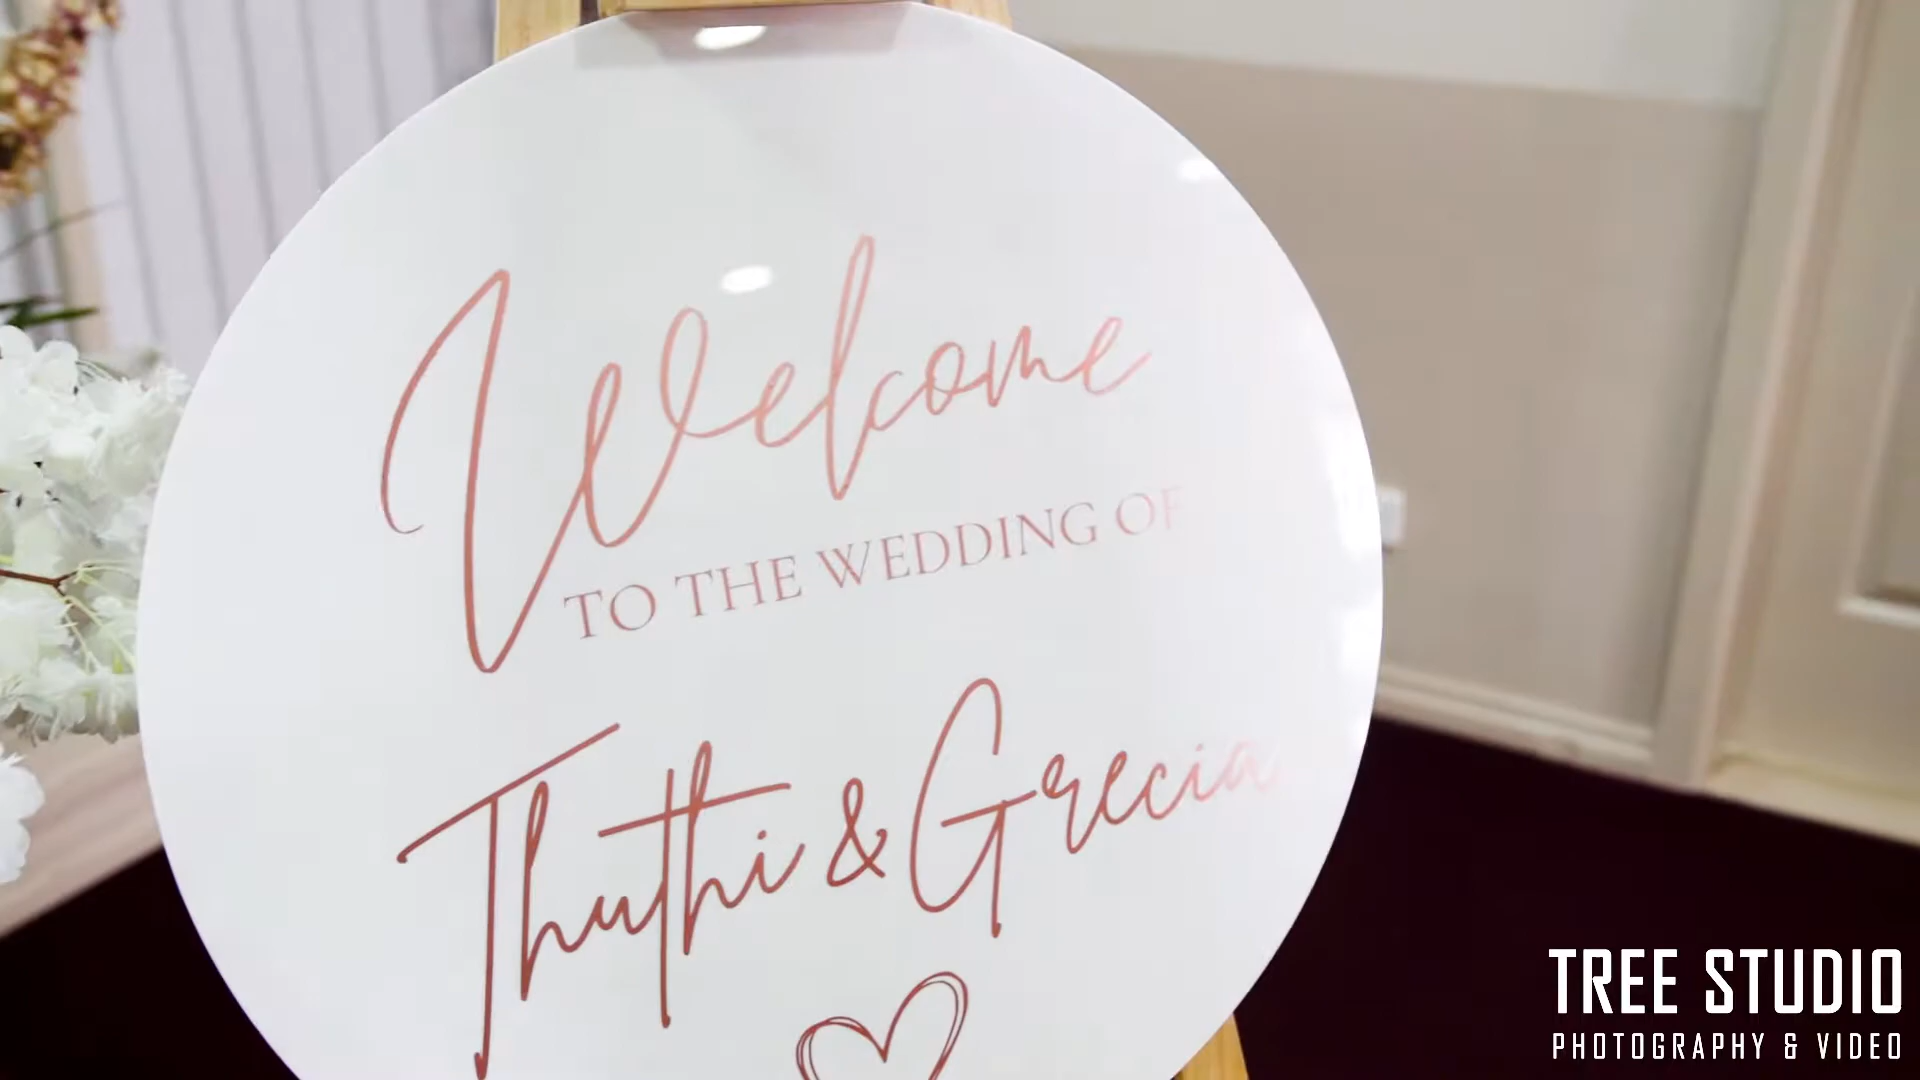 Welcome
TO THE WEDDING OF
Thuthi & Grecia
TREE STUDIO
PHOTOGRAPHY & VIDEO